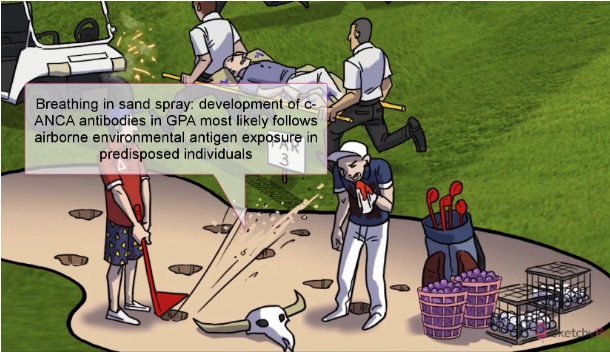 Breathing in sand spray: development of c-
ANCA antibodies in GPA most likely follows
airborne environmental antigen exposure in
predisposed individuals
PAR
3
sketchy